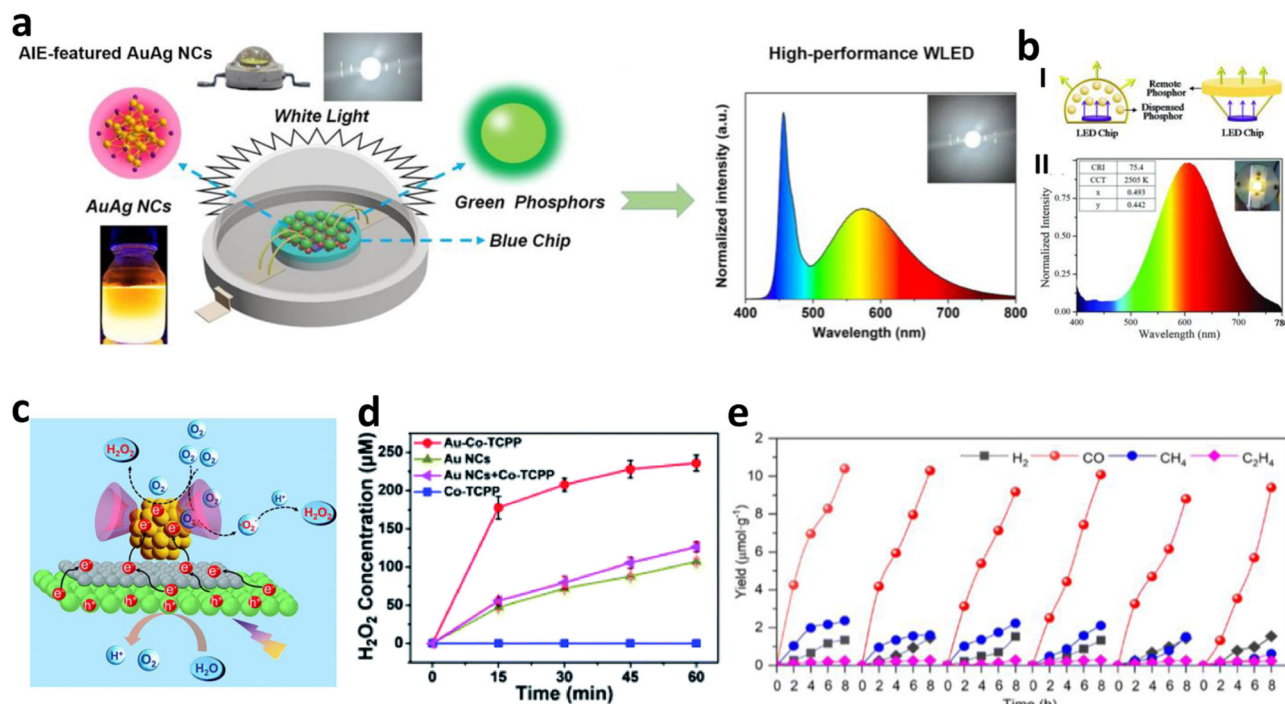 a
AIE-featured AuAg NCs
White Light
AuAg NCs
Green Phosphors
Blue Chip
High-performance WLED
Normalized intensity (a.u.)
400 500 600 700 800
Wavelength (nm)
b
I
Remote
Phosphor
Dispensed
Phosphor
LED Chip
LED Chip
II
CRI 75.4
CCT 2505 K
x 0.493
y 0.442
Normalized Intensity
0.75
0.50
0.25
0.00
400 500 600 700 780
Wavelength (nm)
c
O₂
H₂O₂
O₂
O₂
O₂
O₂
·O₂⁻
H⁺
H₂O₂
e⁻ e⁻
e⁻ e⁻ e⁻ e⁻ e⁻
h⁺ h⁺ h⁺ h⁺ h⁺
H⁺
O₂
H₂O
d
H₂O₂ Concentration (μM)
250
200
150
100
50
0
Au-Co-TCPP
Au NCs
Au NCs+Co-TCPP
Co-TCPP
0 15 30 45 60
Time (min)
e
Yield (μmol·g⁻¹)
12
10
8
6
4
2
0
H₂ CO CH₄ C₂H₄
0 2 4 6 8 0 2 4 6 8 0 2 4 6 8 0 2 4 6 8 0 2 4 6 8 0 2 4 6 8
Time (h)